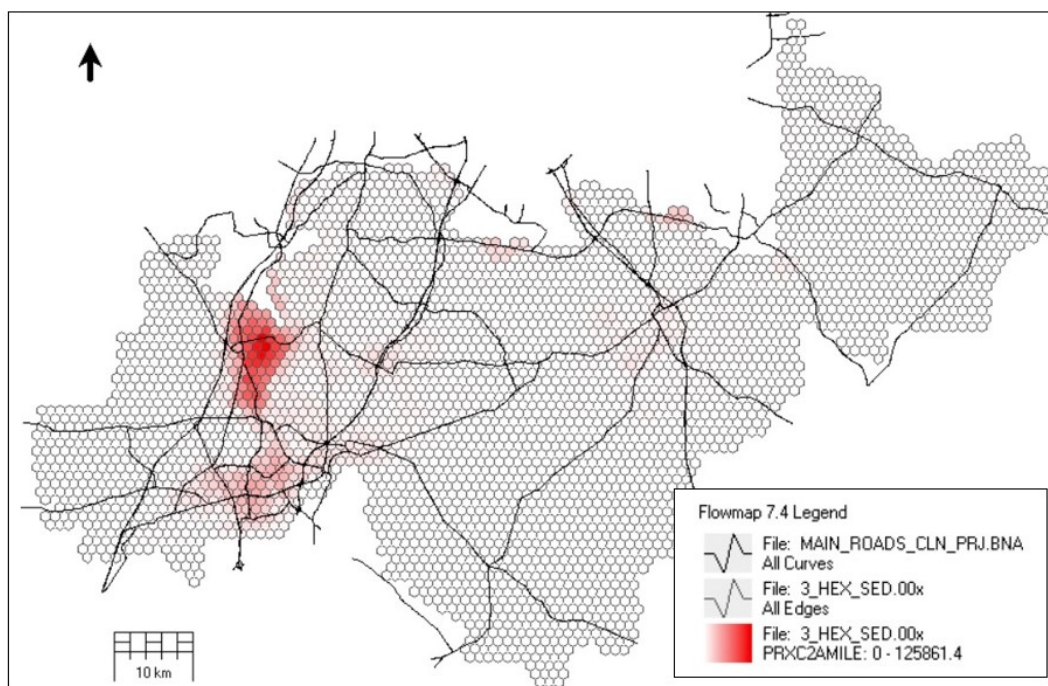 10 km
Flowmap 7.4 Legend
File: MAIN_ROADS_CLN_PRJ.BNA
All Curves
File: 3_HEX_SED.00x
All Edges
File: 3_HEX_SED.00x
PRXC2AMILE: 0 - 125861.4